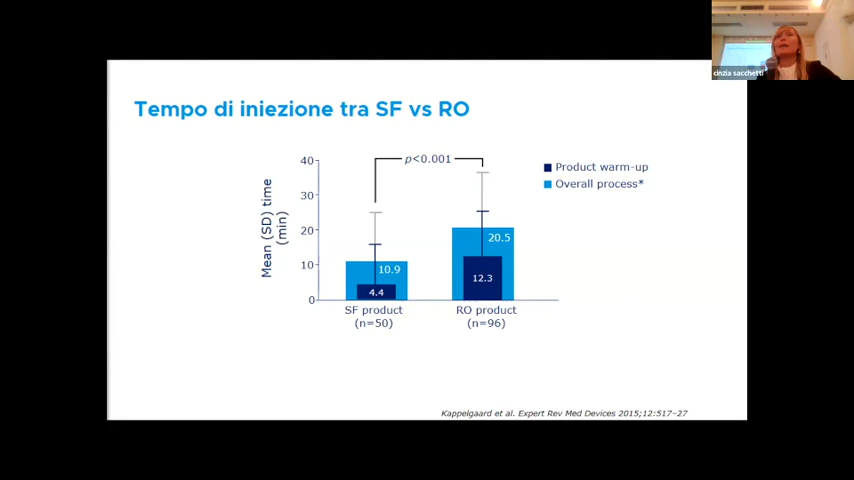 cinzia sacchetti
Tempo di iniezione tra SF vs RO
Mean (SD) time
(min)
40
30
20
10
0
p<0.001
Product warm-up
Overall process*
10.9
4.4
20.5
12.3
SF product
(n=50)
RO product
(n=96)
Kappelgaard et al. Expert Rev Med Devices 2015;12:517–27